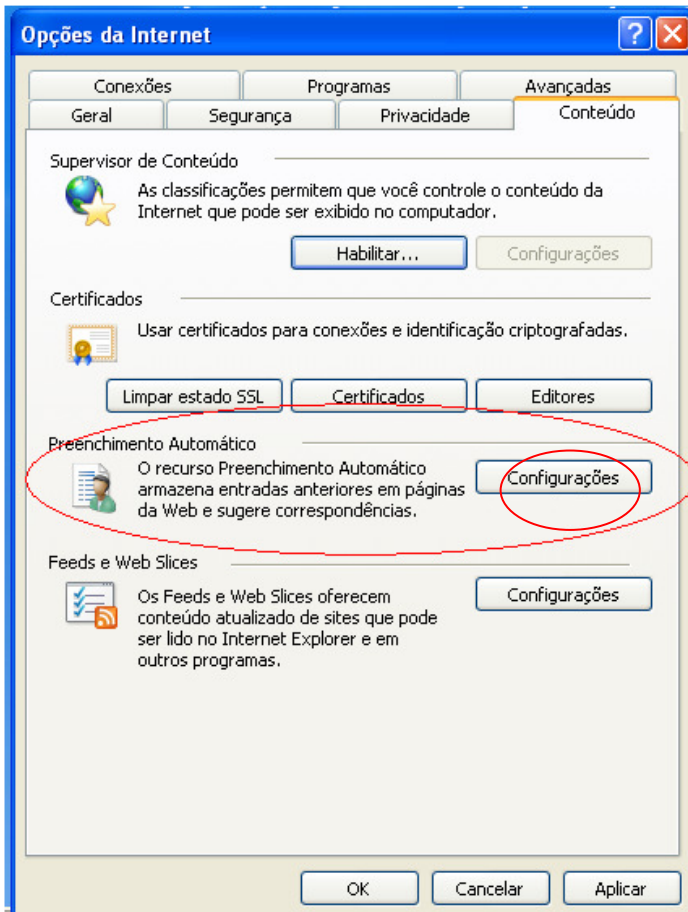 Opções da Internet
Conexões Programas Avançadas
Geral Segurança Privacidade Conteúdo
Supervisor de Conteúdo
As classificações permitem que você controle o conteúdo da
Internet que pode ser exibido no computador.
Habilitar... Configurações
Certificados
Usar certificados para conexões e identificação criptografadas.
Limpar estado SSL Certificados Editores
Preenchimento Automático
O recurso Preenchimento Automático
armazena entradas anteriores em páginas
da Web e sugere correspondências.
Configurações
Feeds e Web Slices
Os Feeds e Web Slices oferecem
conteúdo atualizado de sites que pode
ser lido no Internet Explorer e em
outros programas.
Configurações
OK Cancelar Aplicar